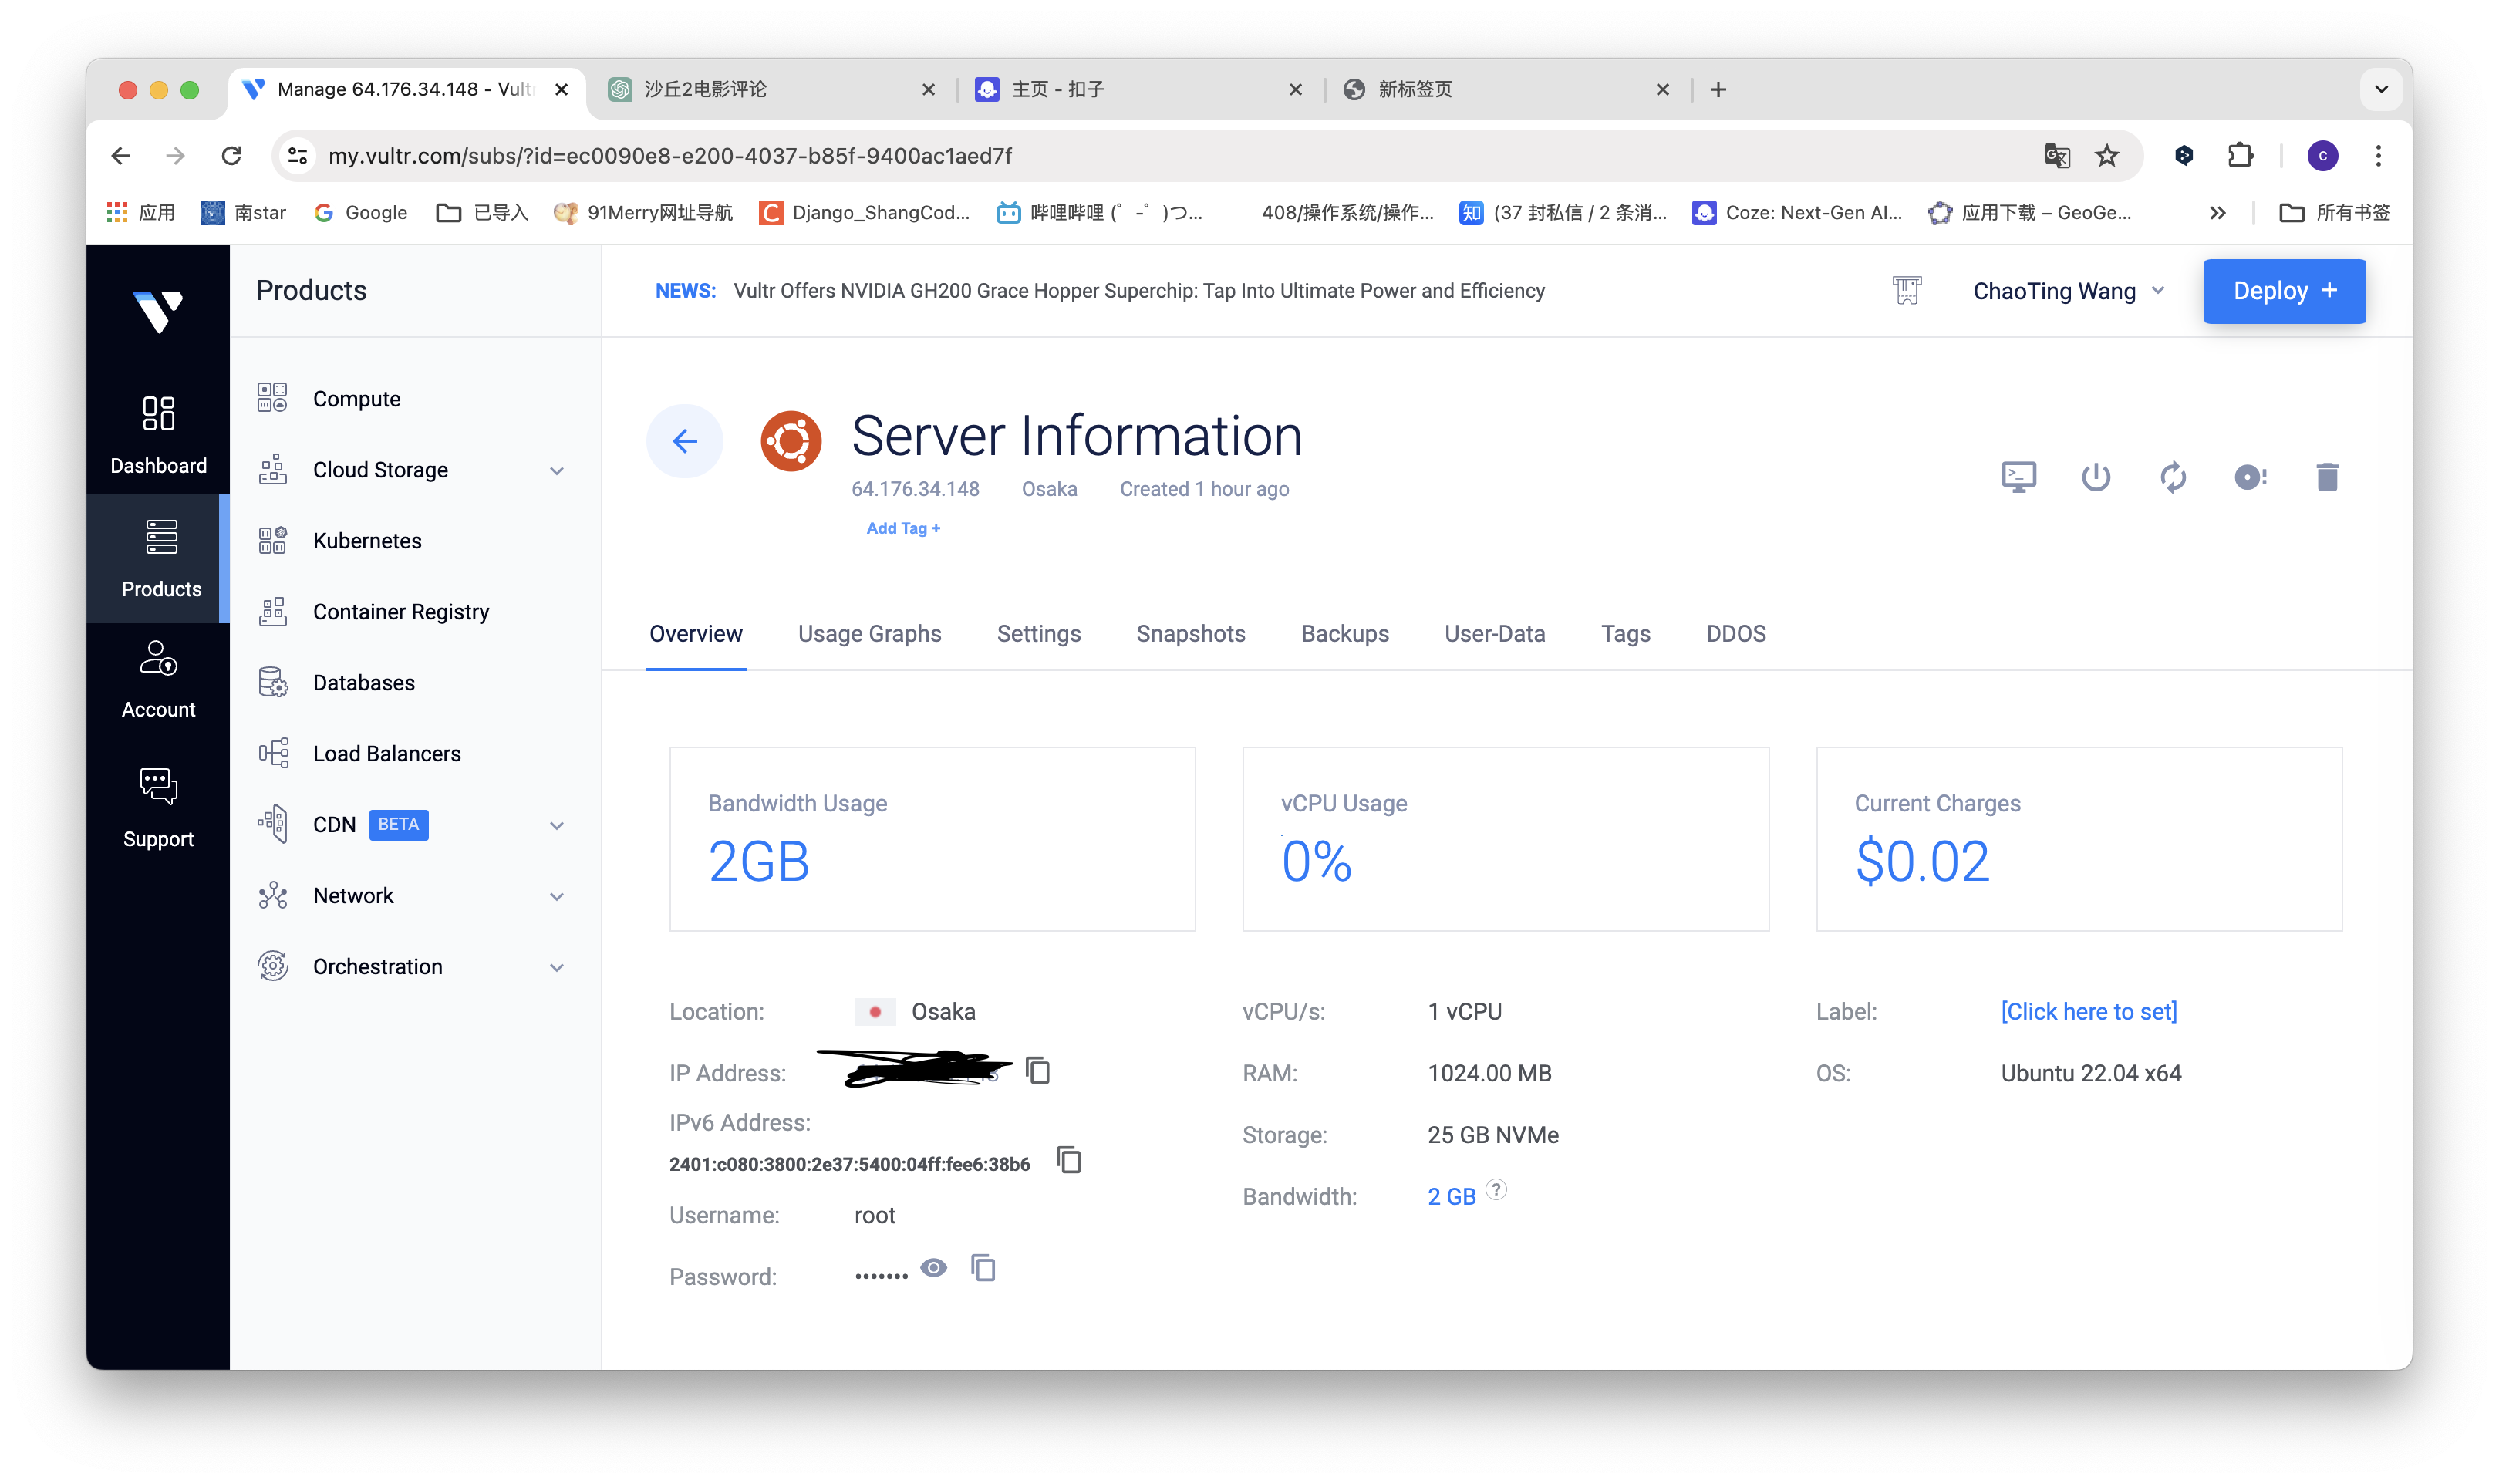 Manage 64.176.34.148 - Vult
沙丘2电影评论
主页 - 扣子
新标签页
my.vultr.com/subs/?id=ec0090e8-e200-4037-b85f-9400ac1aed7f
C
应用
南star
Google
已导入
91Merry网址导航
Django_ShangCod...
哔哩哔哩 (゜-゜)つ...
408/操作系统/操作...
(37 封私信 / 2 条消...
Coze: Next-Gen AI...
应用下载 – GeoGe...
所有书签
Products
NEWS: Vultr Offers NVIDIA GH200 Grace Hopper Superchip: Tap Into Ultimate Power and Efficiency
ChaoTing Wang
Deploy +
Dashboard
Products
Account
Support
Compute
Cloud Storage
Kubernetes
Container Registry
Databases
Load Balancers
CDN BETA
Network
Orchestration
Server Information
64.176.34.148 Osaka Created 1 hour ago
Add Tag +
Overview Usage Graphs Settings Snapshots Backups User-Data Tags DDOS
Bandwidth Usage
2GB
vCPU Usage
0%
Current Charges
$0.02
Location: Osaka
IP Address:
IPv6 Address:
2401:c080:3800:2e37:5400:04ff:fee6:38b6
Username: root
Password: •••••••
vCPU/s: 1 vCPU
RAM: 1024.00 MB
Storage: 25 GB NVMe
Bandwidth: 2 GB ?
Label: [Click here to set]
OS: Ubuntu 22.04 x64